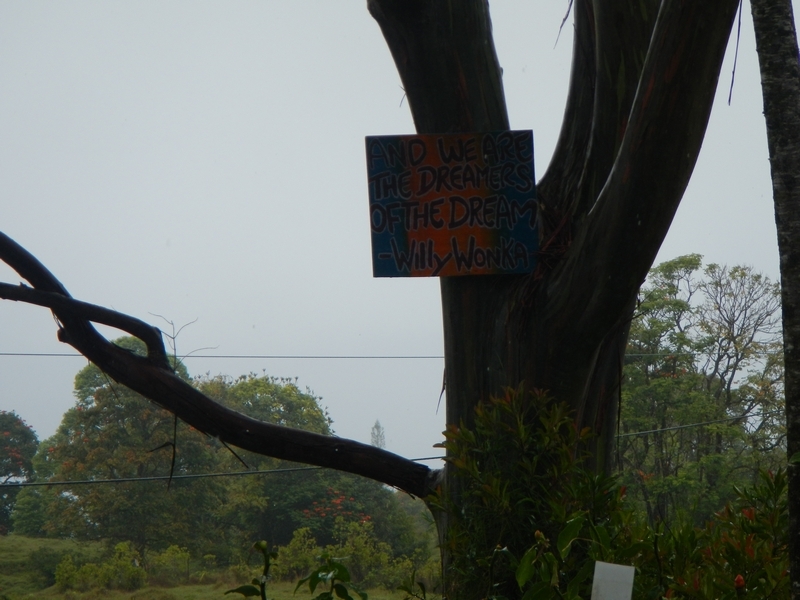 AND WE ARE
THE DREAMERS
OF THE DREAM
-Willy WONKA